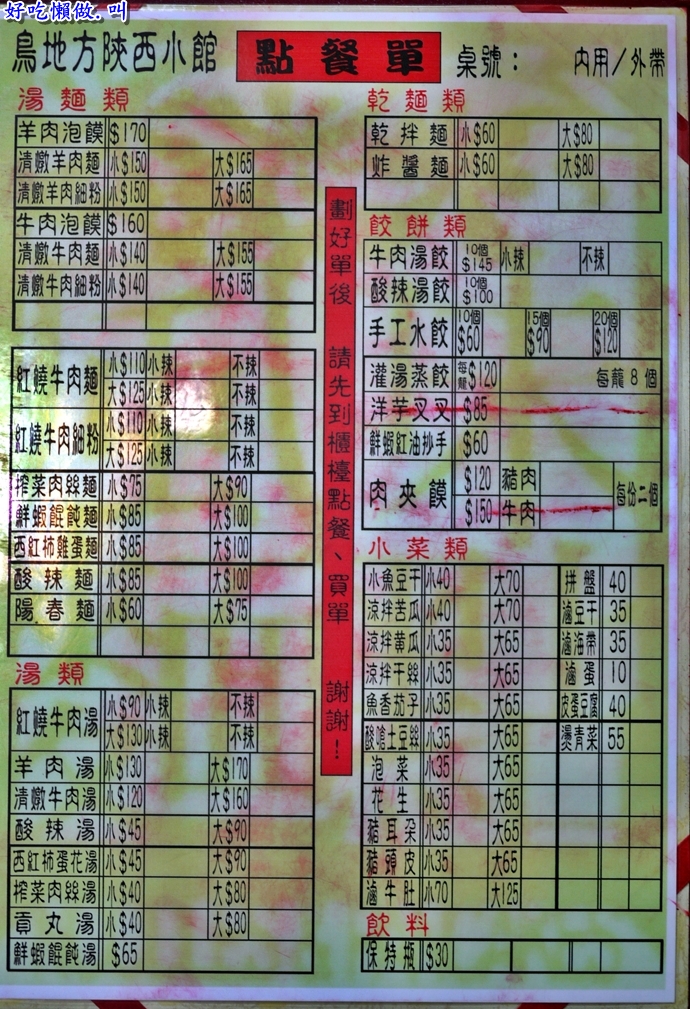 好吃懶做.叫
鳥地方陝西小館 點餐單 桌號： 內用/外帶
湯麵類
羊肉泡饃 $170
清燉羊肉麵 小$150 大$165
清燉羊肉細粉 小$150 大$165
牛肉泡饃 $160
清燉牛肉麵 小$140 大$155
清燉牛肉細粉 小$140 大$155
紅燒牛肉麵 小$110 小辣 不辣
大$125 小辣 不辣
紅燒牛肉細粉 小$110 小辣 不辣
大$125 小辣 不辣
搾菜肉絲麵 小$75 大$90
鮮蝦餛飩麵 小$85 大$100
西紅柿雞蛋麵 小$85 大$100
酸辣麵 小$85 大$100
陽春麵 小$60 大$75
湯類
紅燒牛肉湯 小$90 小辣 不辣
大$130 小辣 不辣
羊肉湯 小$130 大$170
清燉牛肉湯 小$120 大$160
酸辣湯 小$45 大$90
西紅柿蛋花湯 小$45 大$90
搾菜肉絲湯 小$40 大$80
貢丸湯 小$40 大$80
鮮蝦餛飩湯 $65
劃好單後 請先到櫃檯點餐、買單 謝謝！
乾麵類
乾拌麵 小$60 大$80
炸醬麵 小$60 大$80
餃餅類
牛肉湯餃 10個 $145 小辣 不辣
酸辣湯餃 10個 $100
手工水餃 10個 $60 15個 $90 20個 $120
灌湯蒸餃 每籠 $120 每籠8個
洋芋叉叉 $85
鮮蝦紅油抄手 $60
肉夾饃 $120 豬肉 每份二個
$150 牛肉
小菜類
小魚豆干 小40 大70 拼盤 40
涼拌苦瓜 小40 大70 滷豆干 35
涼拌黃瓜 小35 大65 滷海帶 35
涼拌干絲 小35 大65 滷蛋 10
魚香茄子 小35 大65 皮蛋豆腐 40
酸嗆土豆絲 小35 大65 燙青菜 55
泡菜 小35 大65
花生 小35 大65
豬耳朵 小35 大65
豬頭皮 小35 大65
滷牛肚 小70 大125
飲料
保特瓶 $30